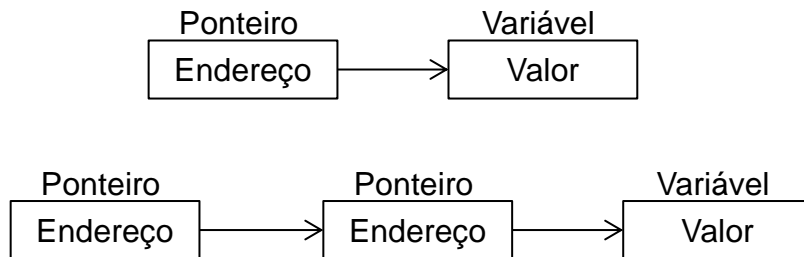 Ponteiro Variável
Endereço Valor
Ponteiro Ponteiro Variável
Endereço Endereço Valor